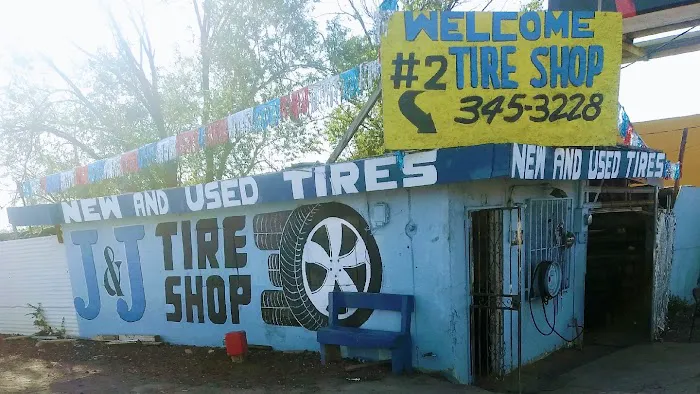 WELCOME
#2 TIRE SHOP
345-3228
NEW AND USED TIRES
NEW AND USED TIRES
J&J TIRE
SHOP